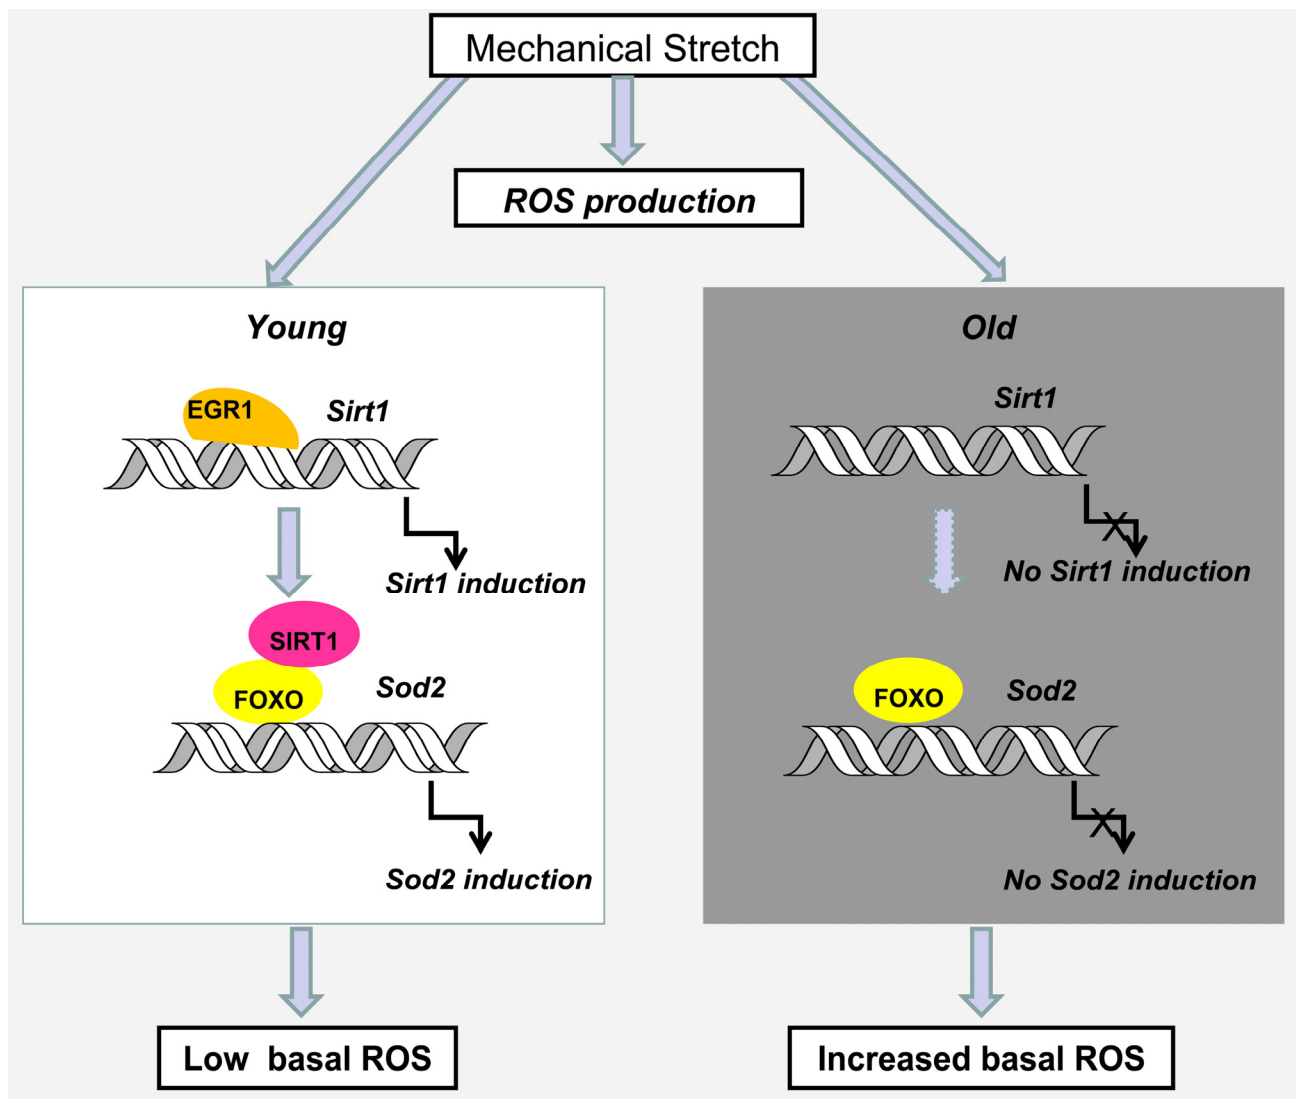 Mechanical Stretch
ROS production
Young
EGR1
Sirt1
Sirt1 induction
SIRT1
FOXO
Sod2
Sod2 induction
Low basal ROS
Old
Sirt1
X
No Sirt1 induction
FOXO
Sod2
X
No Sod2 induction
Increased basal ROS